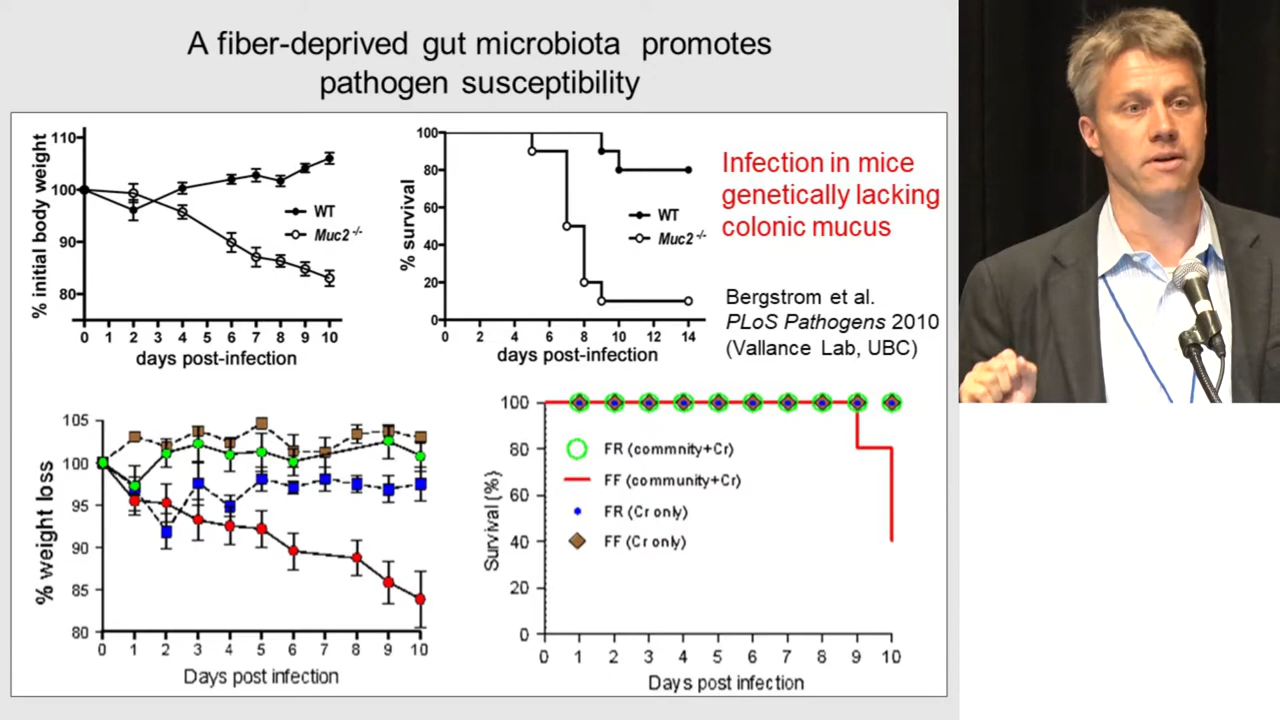 A fiber-deprived gut microbiota promotes
pathogen susceptibility
% initial body weight
110
100
90
80
WT
Muc2 -/-
0 1 2 3 4 5 6 7 8 9 10
days post-infection
% survival
100
80
60
40
20
0
WT
Muc2 -/-
0 2 4 6 8 10 12 14
days post-infection
Infection in mice
genetically lacking
colonic mucus
Bergstrom et al.
PLoS Pathogens 2010
(Vallance Lab, UBC)
% weight loss
105
100
95
90
85
80
0 1 2 3 4 5 6 7 8 9 10
Days post infection
Survival (%)
100
80
60
40
20
0
FR (commnity+Cr)
FF (community+Cr)
FR (Cr only)
FF (Cr only)
0 1 2 3 4 5 6 7 8 9 10
Days post infection